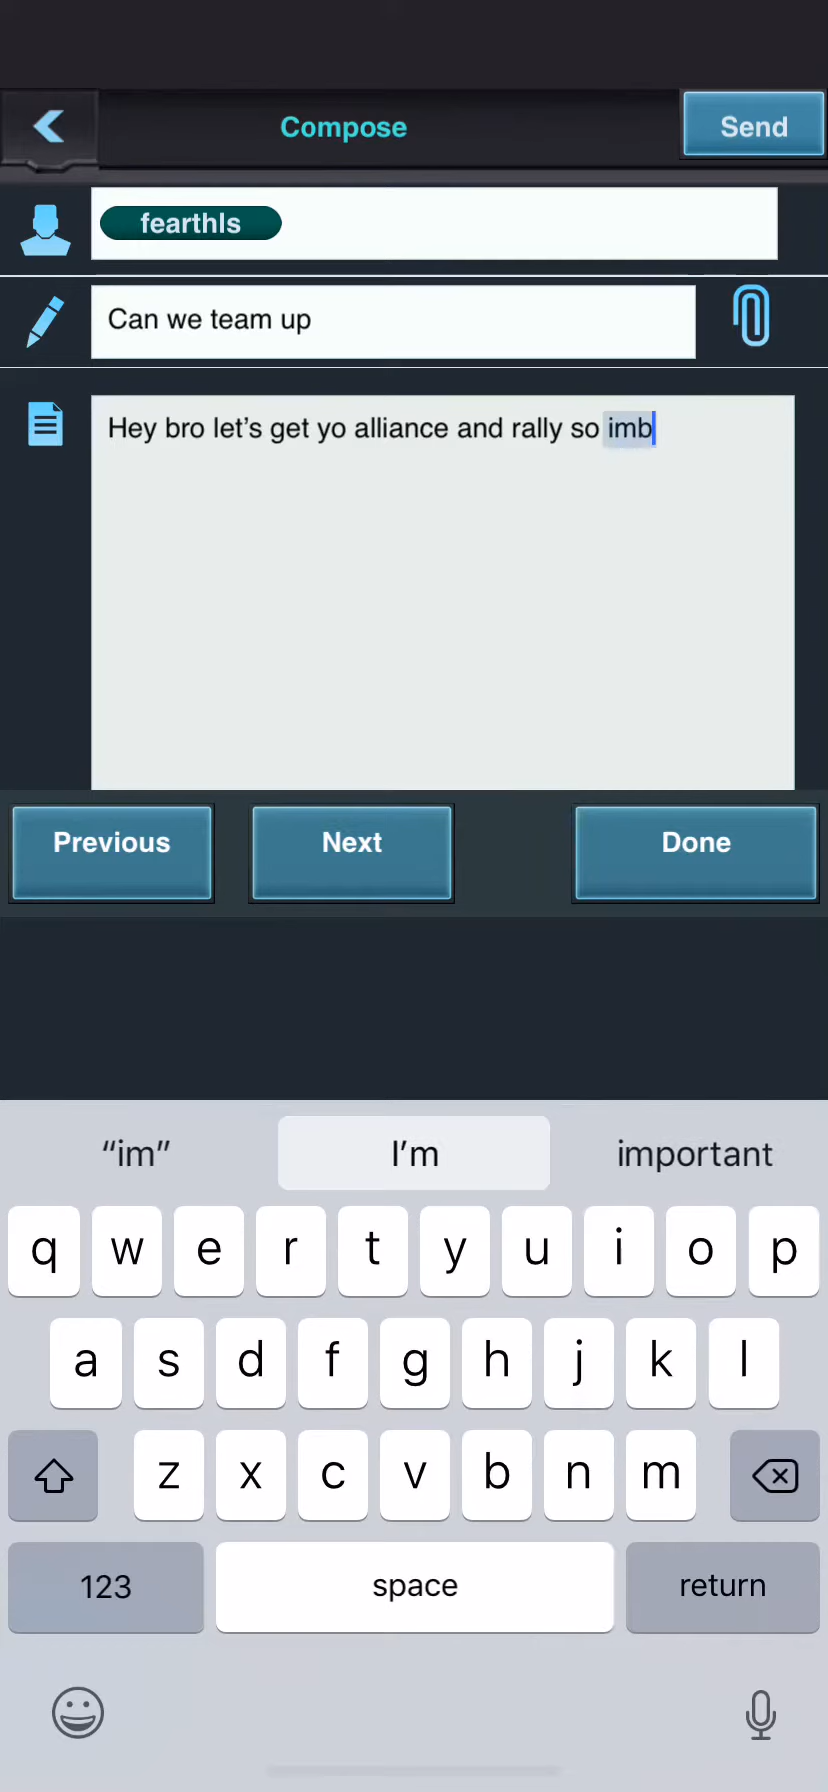 Compose
Send
fearthls
Can we team up
Hey bro let's get yo alliance and rally so imb
Previous
Next
Done
“im”
I'm
important
q w e r t y u i o p
a s d f g h j k l
z x c v b n m
123
space
return